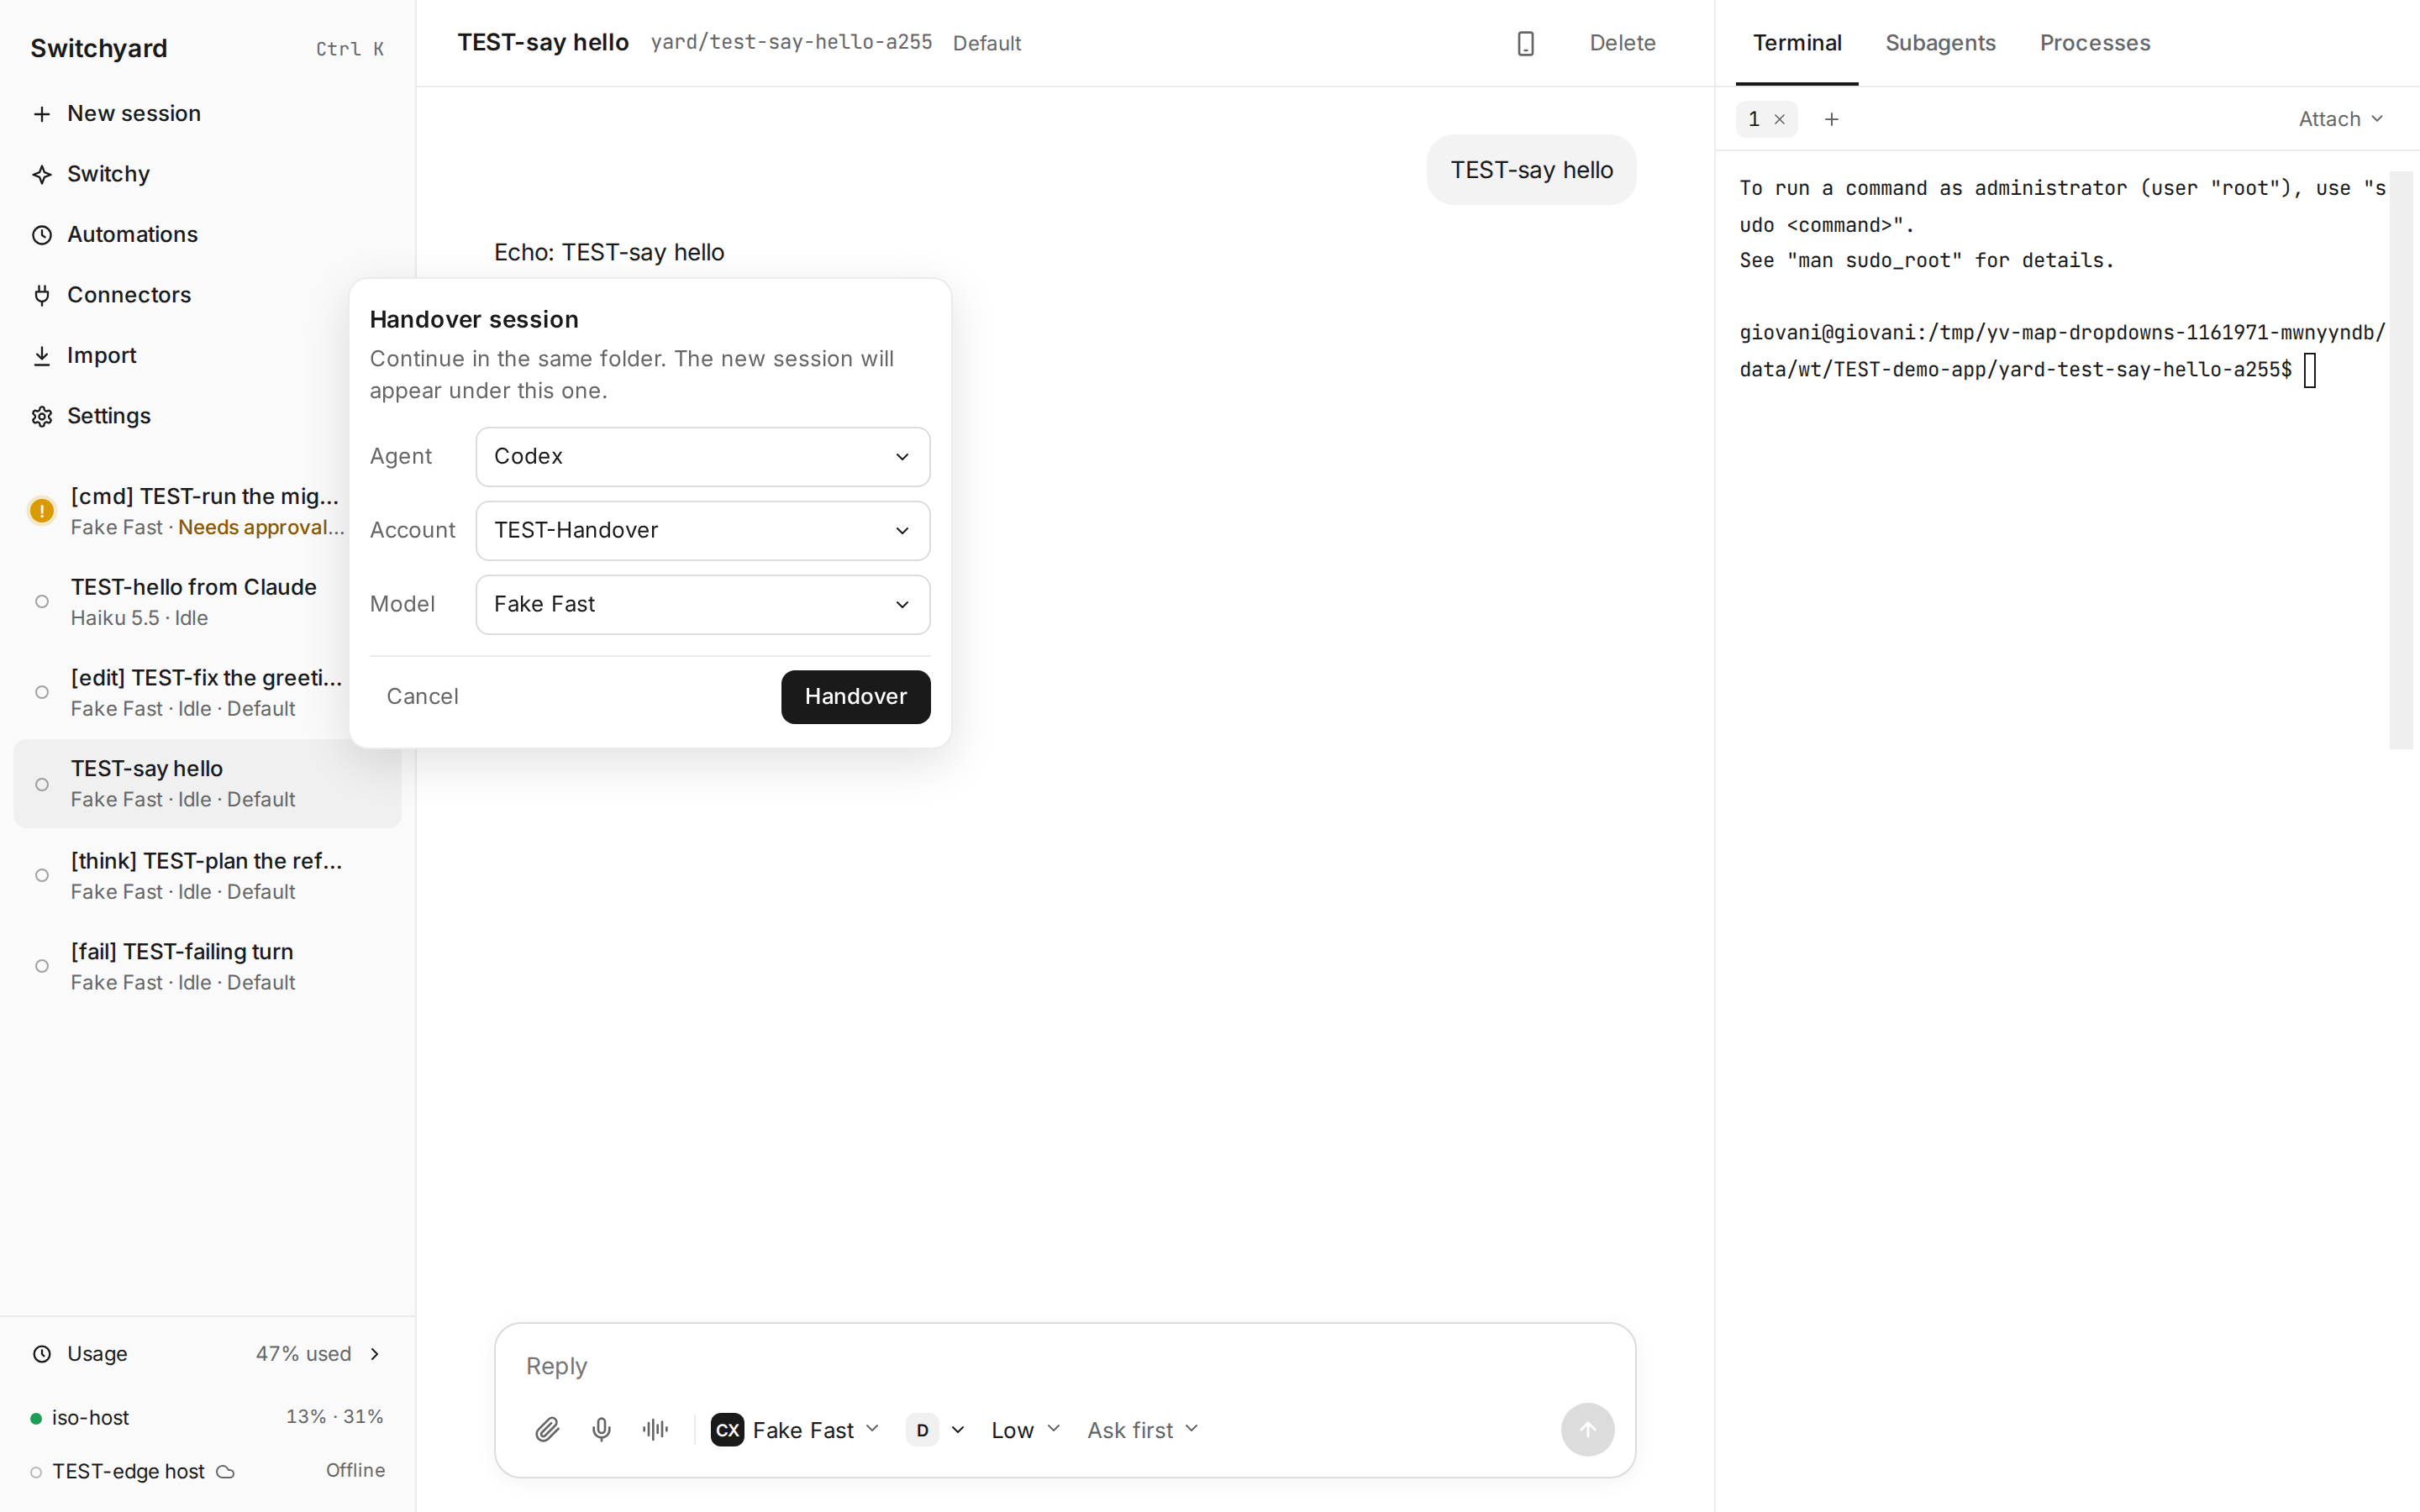 Switchyard
Ctrl K
New session
Switchy
Automations
Connectors
Import
Settings
[cmd] TEST-run the mig...
Fake Fast · Needs approval...
TEST-hello from Claude
Haiku 5.5 · Idle
[edit] TEST-fix the greeti...
Fake Fast · Idle · Default
TEST-say hello
Fake Fast · Idle · Default
[think] TEST-plan the ref...
Fake Fast · Idle · Default
[fail] TEST-failing turn
Fake Fast · Idle · Default
Usage
47% used
iso-host
13% · 31%
TEST-edge host
Offline
TEST-say hello
yard/test-say-hello-a255
Default
Delete
TEST-say hello
Echo: TEST-say hello
Handover session
Continue in the same folder. The new session will
appear under this one.
Agent
Codex
Account
TEST-Handover
Model
Fake Fast
Cancel
Handover
Reply
CX
Fake Fast
D
Low
Ask first
Terminal
Subagents
Processes
1
Attach
To run a command as administrator (user "root"), use "s
udo <command>".
See "man sudo_root" for details.
giovani@giovani:/tmp/yv-map-dropdowns-1161971-mwnyyndb/
data/wt/TEST-demo-app/yard-test-say-hello-a255$